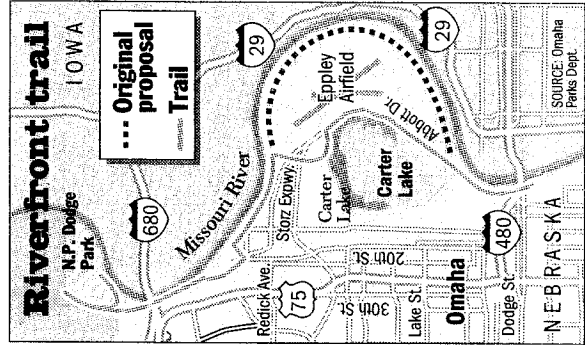 Riverfront trail
N.P. Dodge
Park
IOWA
Original
proposal
Trail
680
29
Missouri River
Eppley
Airfield
Storz Expwy.
Abbott Dr.
Carter
Lake
Carter
Lake
Redick Ave.
75
30th St.
20th St.
Lake St.
Omaha
Dodge St.
480
29
NEBRASKA
SOURCE: Omaha
Parks Dept.